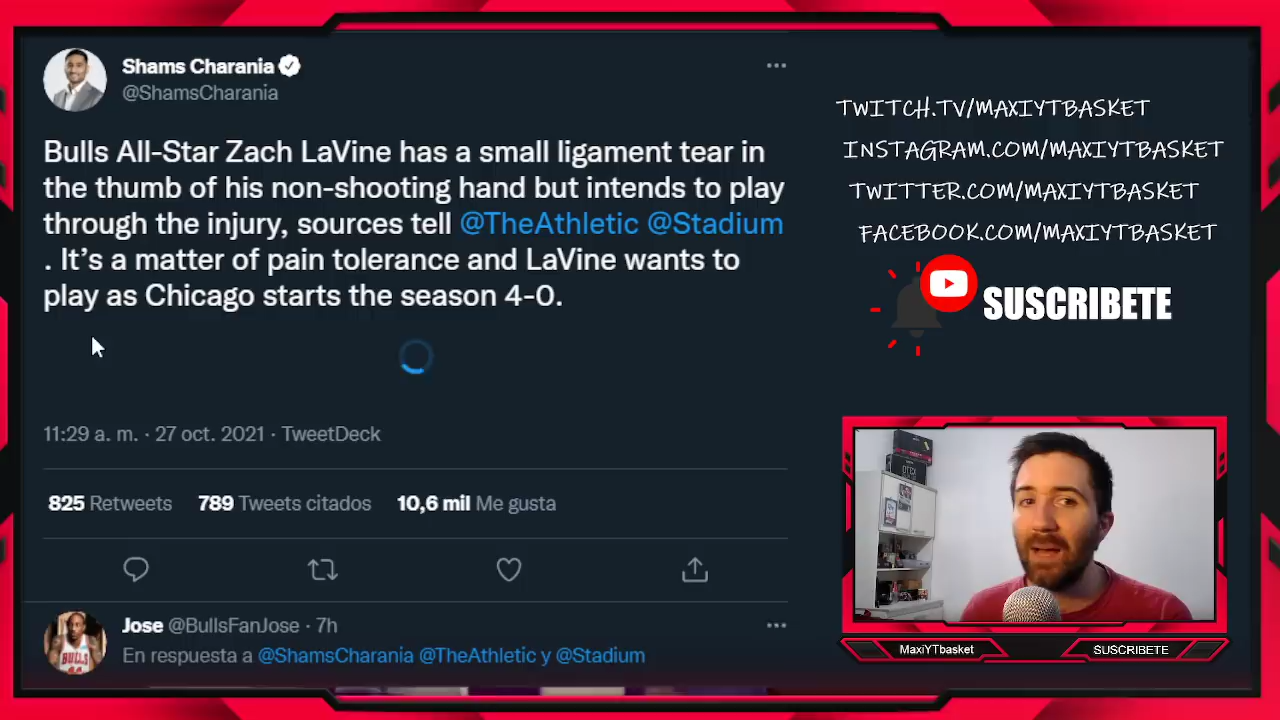 Shams Charania
@ShamsCharania
Bulls All-Star Zach LaVine has a small ligament tear in
the thumb of his non-shooting hand but intends to play
through the injury, sources tell @TheAthletic @Stadium
. It’s a matter of pain tolerance and LaVine wants to
play as Chicago starts the season 4-0.
11:29 a. m. · 27 oct. 2021 · TweetDeck
825 Retweets 789 Tweets citados 10,6 mil Me gusta
Jose @BullsFanJose · 7h
En respuesta a @ShamsCharania @TheAthletic y @Stadium
TWITCH.TV/MAXIYTBASKET
INSTAGRAM.COM/MAXIYTBASKET
TWITTER.COM/MAXIYTBASKET
FACEBOOK.COM/MAXIYTBASKET
SUSCRIBETE
MaxiYTbasket
SUSCRIBETE